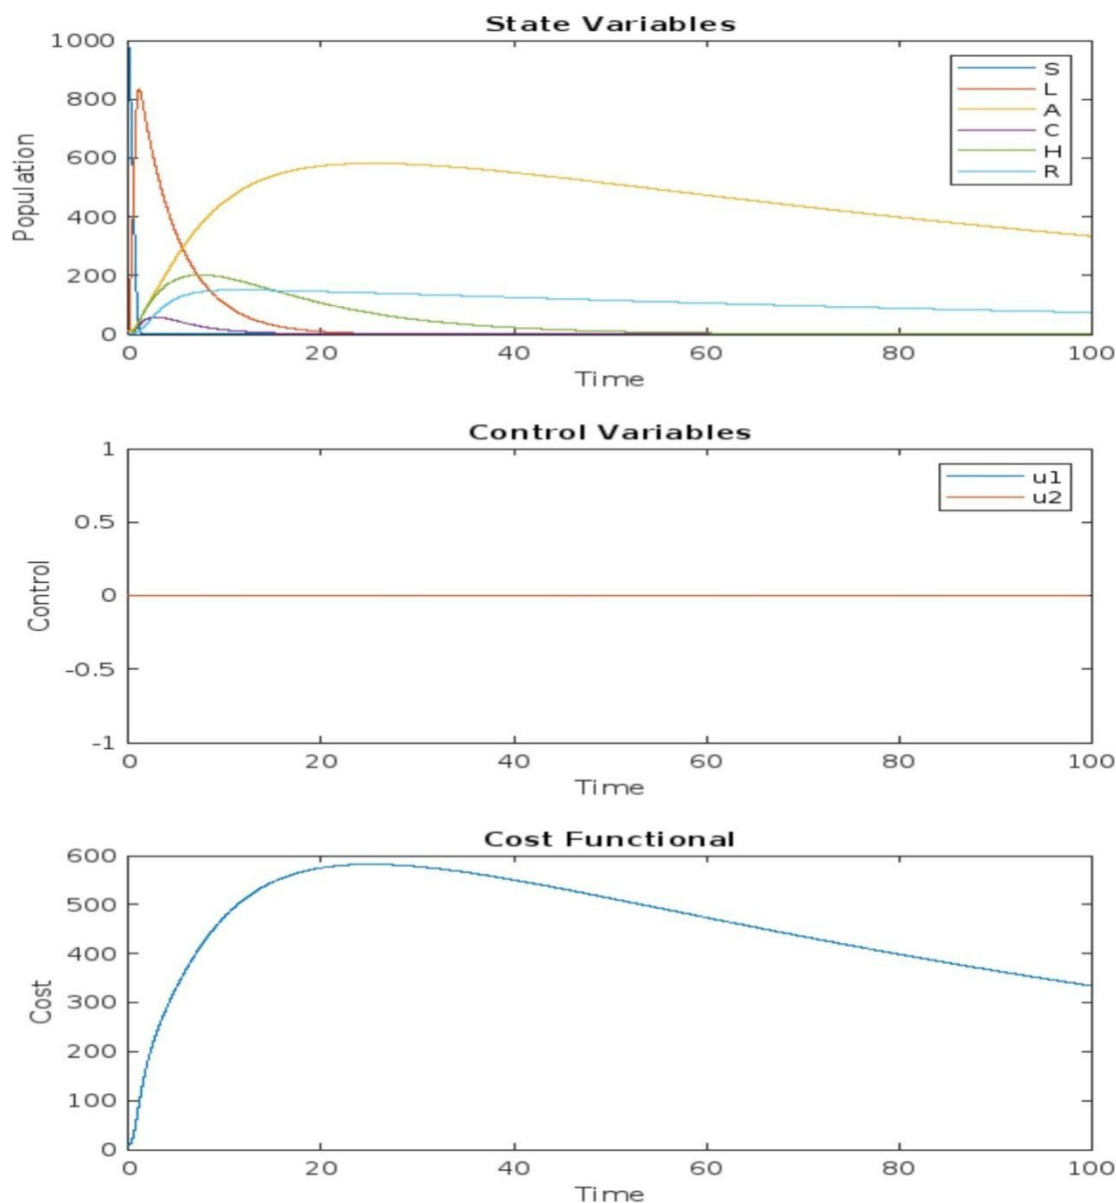 State Variables
1000
800
600
400
200
0
Population
S
L
A
C
H
R
0 20 40 60 80 100
Time
Control Variables
1
0.5
0
-0.5
-1
Control
u1
u2
0 20 40 60 80 100
Time
Cost Functional
600
500
400
300
200
100
0
Cost
0 20 40 60 80 100
Time